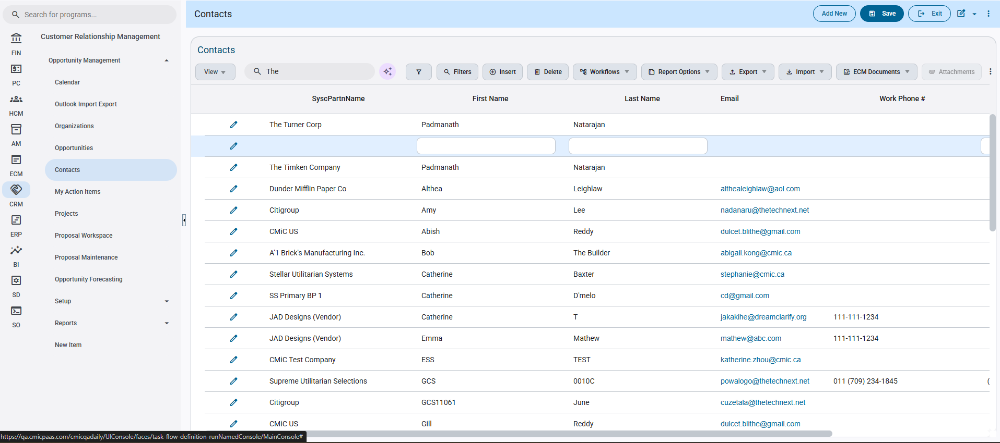 Search for programs...
FIN
PC
HCM
AM
ECM
CRM
ERP
BI
SD
SO
Customer Relationship Management
Opportunity Management
Calendar
Outlook Import Export
Organizations
Opportunities
Contacts
My Action Items
Projects
Proposal Workspace
Proposal Maintenance
Opportunity Forecasting
Setup
Reports
New Item
Contacts
Add New Save Exit
Contacts
View The Filters Insert Delete Workflows Report Options Export Import ECM Documents Attachments
SyscPartnName First Name Last Name Email Work Phone #
The Turner Corp Padmanath Natarajan
The Timken Company Padmanath Natarajan
Dunder Mifflin Paper Co Althea Leighlaw althealeighlaw@aol.com
Citigroup Amy Lee nadanaru@thetechnext.net
CMiC US Abish Reddy dulcet.blithe@gmail.com
A'1 Brick's Manufacturing Inc. Bob The Builder abigail.kong@cmic.ca
Stellar Utilitarian Systems Catherine Baxter stephanie@cmic.ca
SS Primary BP 1 Catherine D'melo cd@gmail.com
JAD Designs (Vendor) Catherine T jakakihe@dreamclarify.org 111-111-1234
JAD Designs (Vendor) Emma Mathew mathew@abc.com 111-111-1234
CMiC Test Company ESS TEST katherine.zhou@cmic.ca
Supreme Utilitarian Selections GCS 0010C powalogo@thetechnext.net 011 (709) 234-1845 (
Citigroup GCS11061 June cuzetala@thetechnext.net
CMiC US Gill Reddy dulcet.blithe@gmail.com
https://qa.cmicpaas.com/cmicqadaily/UIConsole/faces/task-flow-definition-runNamedConsole/MainConsole#